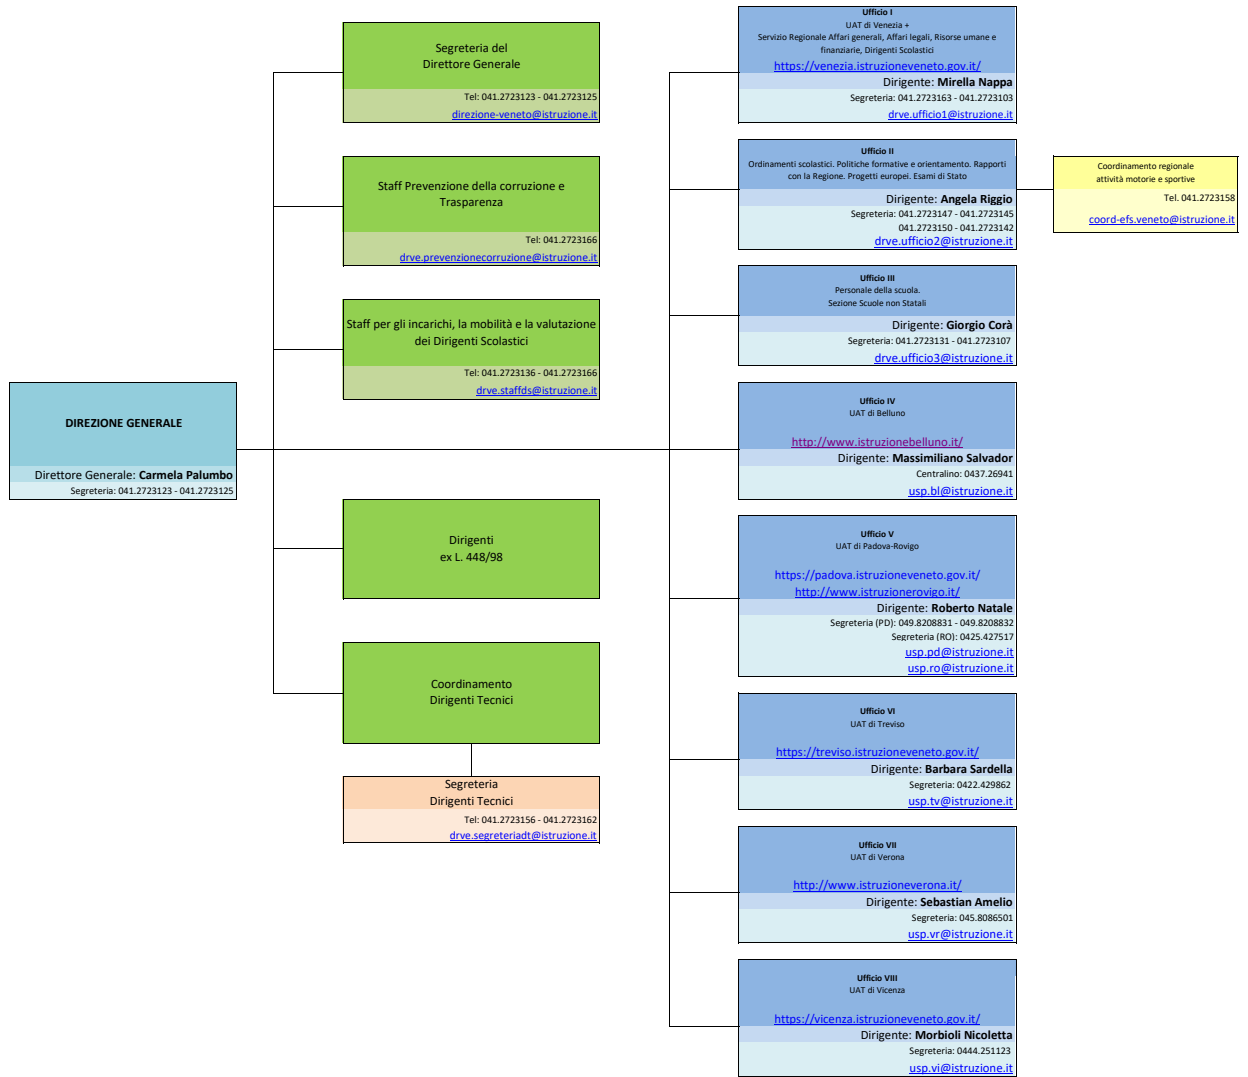 DIREZIONE GENERALE
Direttore Generale: Carmela Palumbo
Segreteria: 041.2723123 - 041.2723125
Segreteria del
Direttore Generale
Tel: 041.2723123 - 041.2723125
direzione-veneto@istruzione.it
Staff Prevenzione della corruzione e
Trasparenza
Tel: 041.2723166
drve.prevenzionecorruzione@istruzione.it
Staff per gli incarichi, la mobilità e la valutazione
dei Dirigenti Scolastici
Tel: 041.2723136 - 041.2723166
drve.staffds@istruzione.it
Dirigenti
ex L. 448/98
Coordinamento
Dirigenti Tecnici
Segreteria
Dirigenti Tecnici
Tel: 041.2723156 - 041.2723162
drve.segreteriadt@istruzione.it
Ufficio I
UAT di Venezia +
Servizio Regionale Affari generali, Affari legali, Risorse umane e
finanziarie, Dirigenti Scolastici
https://venezia.istruzioneveneto.gov.it/
Dirigente: Mirella Nappa
Segreteria: 041.2723163 - 041.2723103
drve.ufficio1@istruzione.it
Ufficio II
Ordinamenti scolastici. Politiche formative e orientamento. Rapporti
con la Regione. Progetti europei. Esami di Stato
Dirigente: Angela Riggio
Segreteria: 041.2723147 - 041.2723145
041.2723150 - 041.2723142
drve.ufficio2@istruzione.it
Coordinamento regionale
attività motorie e sportive
Tel. 041.2723158
coord-efs.veneto@istruzione.it
Ufficio III
Personale della scuola.
Sezione Scuole non Statali
Dirigente: Giorgio Corà
Segreteria: 041.2723131 - 041.2723107
drve.ufficio3@istruzione.it
Ufficio IV
UAT di Belluno
http://www.istruzionebelluno.it/
Dirigente: Massimiliano Salvador
Centralino: 0437.26941
usp.bl@istruzione.it
Ufficio V
UAT di Padova-Rovigo
https://padova.istruzioneveneto.gov.it/
http://www.istruzionerovigo.it/
Dirigente: Roberto Natale
Segreteria (PD): 049.8208831 - 049.8208832
Segreteria (RO): 0425.427517
usp.pd@istruzione.it
usp.ro@istruzione.it
Ufficio VI
UAT di Treviso
https://treviso.istruzioneveneto.gov.it/
Dirigente: Barbara Sardella
Segreteria: 0422.429862
usp.tv@istruzione.it
Ufficio VII
UAT di Verona
http://www.istruzioneverona.it/
Dirigente: Sebastian Amelio
Segreteria: 045.8086501
usp.vr@istruzione.it
Ufficio VIII
UAT di Vicenza
https://vicenza.istruzioneveneto.gov.it/
Dirigente: Morbioli Nicoletta
Segreteria: 0444.251123
usp.vi@istruzione.it